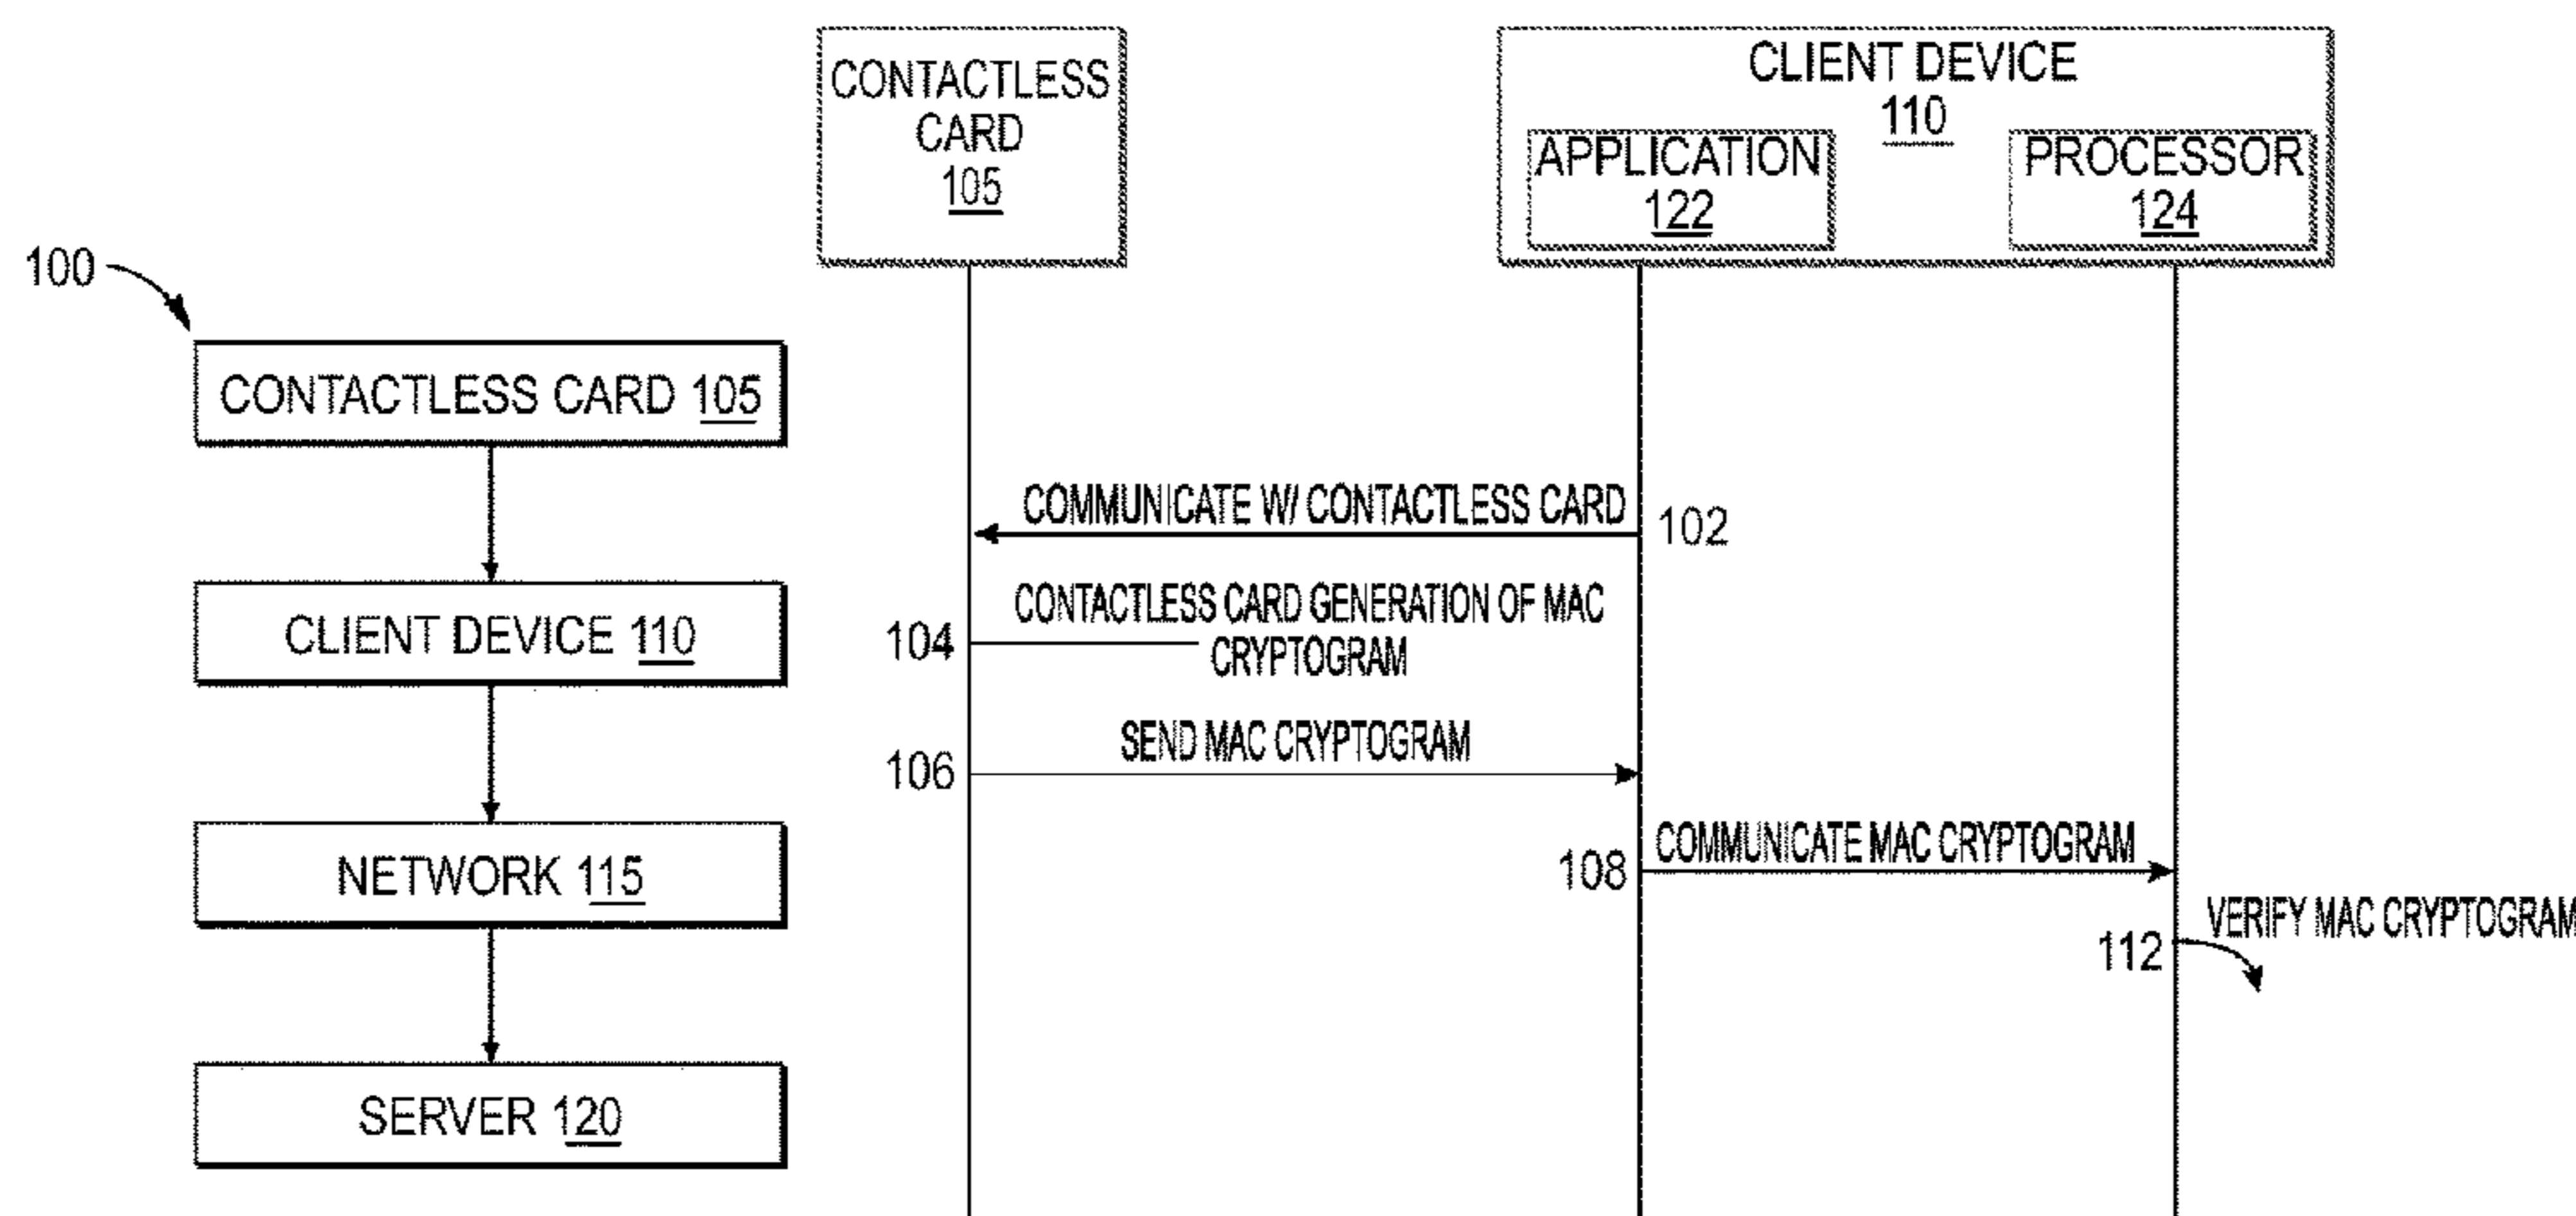 100
CONTACTLESS CARD 105
CLIENT DEVICE 110
NETWORK 115
SERVER 120
CONTACTLESS
CARD
105
CLIENT DEVICE
110
APPLICATION
122
PROCESSOR
124
COMMUNICATE W/ CONTACTLESS CARD
102
CONTACTLESS CARD GENERATION OF MAC
104
CRYPTOGRAM
SEND MAC CRYPTOGRAM
106
COMMUNICATE MAC CRYPTOGRAM
108
VERIFY MAC CRYPTOGRAM
112